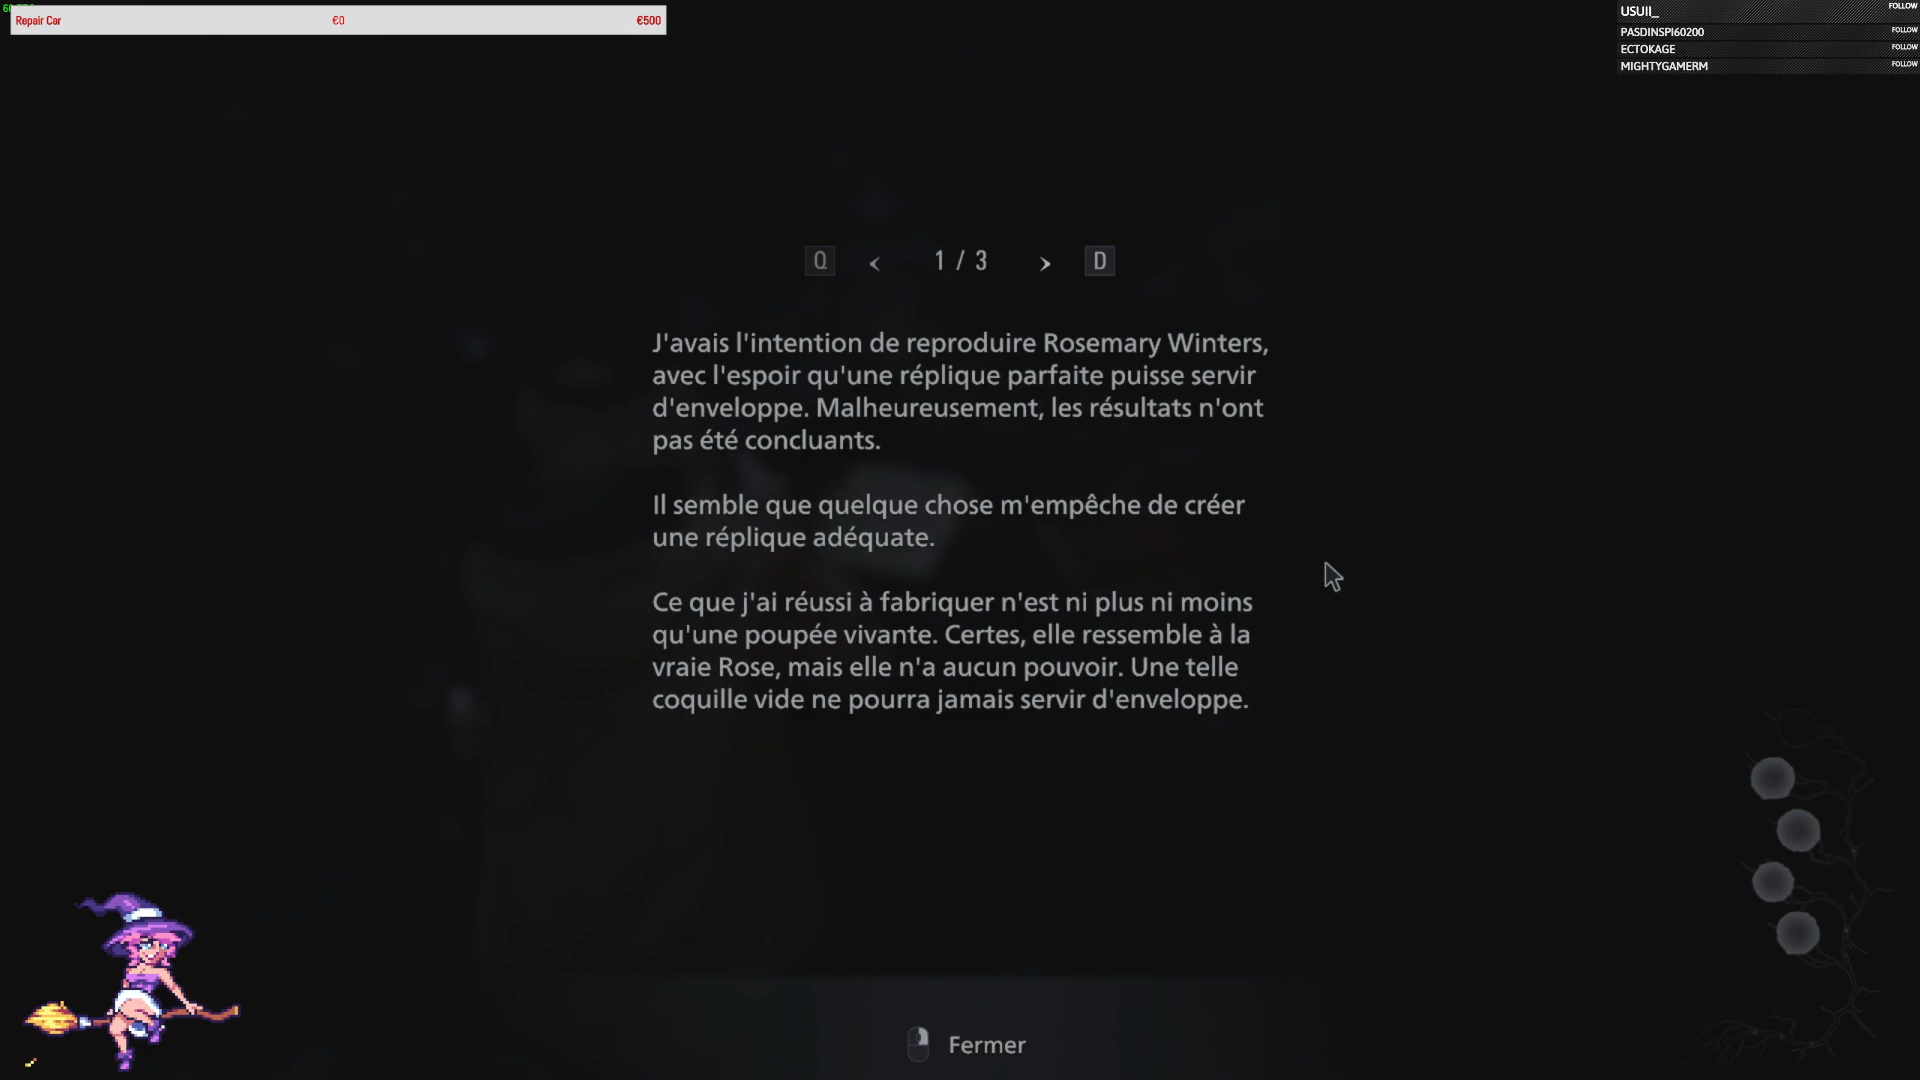 Repair Car €0 €500
USUII_ FOLLOW
PASDINSPI60200 FOLLOW
ECTOKAGE FOLLOW
MIGHTYGAMERM FOLLOW
Q < 1 / 3 > D
J'avais l'intention de reproduire Rosemary Winters,
avec l'espoir qu'une réplique parfaite puisse servir
d'enveloppe. Malheureusement, les résultats n'ont
pas été concluants.
Il semble que quelque chose m'empêche de créer
une réplique adéquate.
Ce que j'ai réussi à fabriquer n'est ni plus ni moins
qu'une poupée vivante. Certes, elle ressemble à la
vraie Rose, mais elle n'a aucun pouvoir. Une telle
coquille vide ne pourra jamais servir d'enveloppe.
Fermer